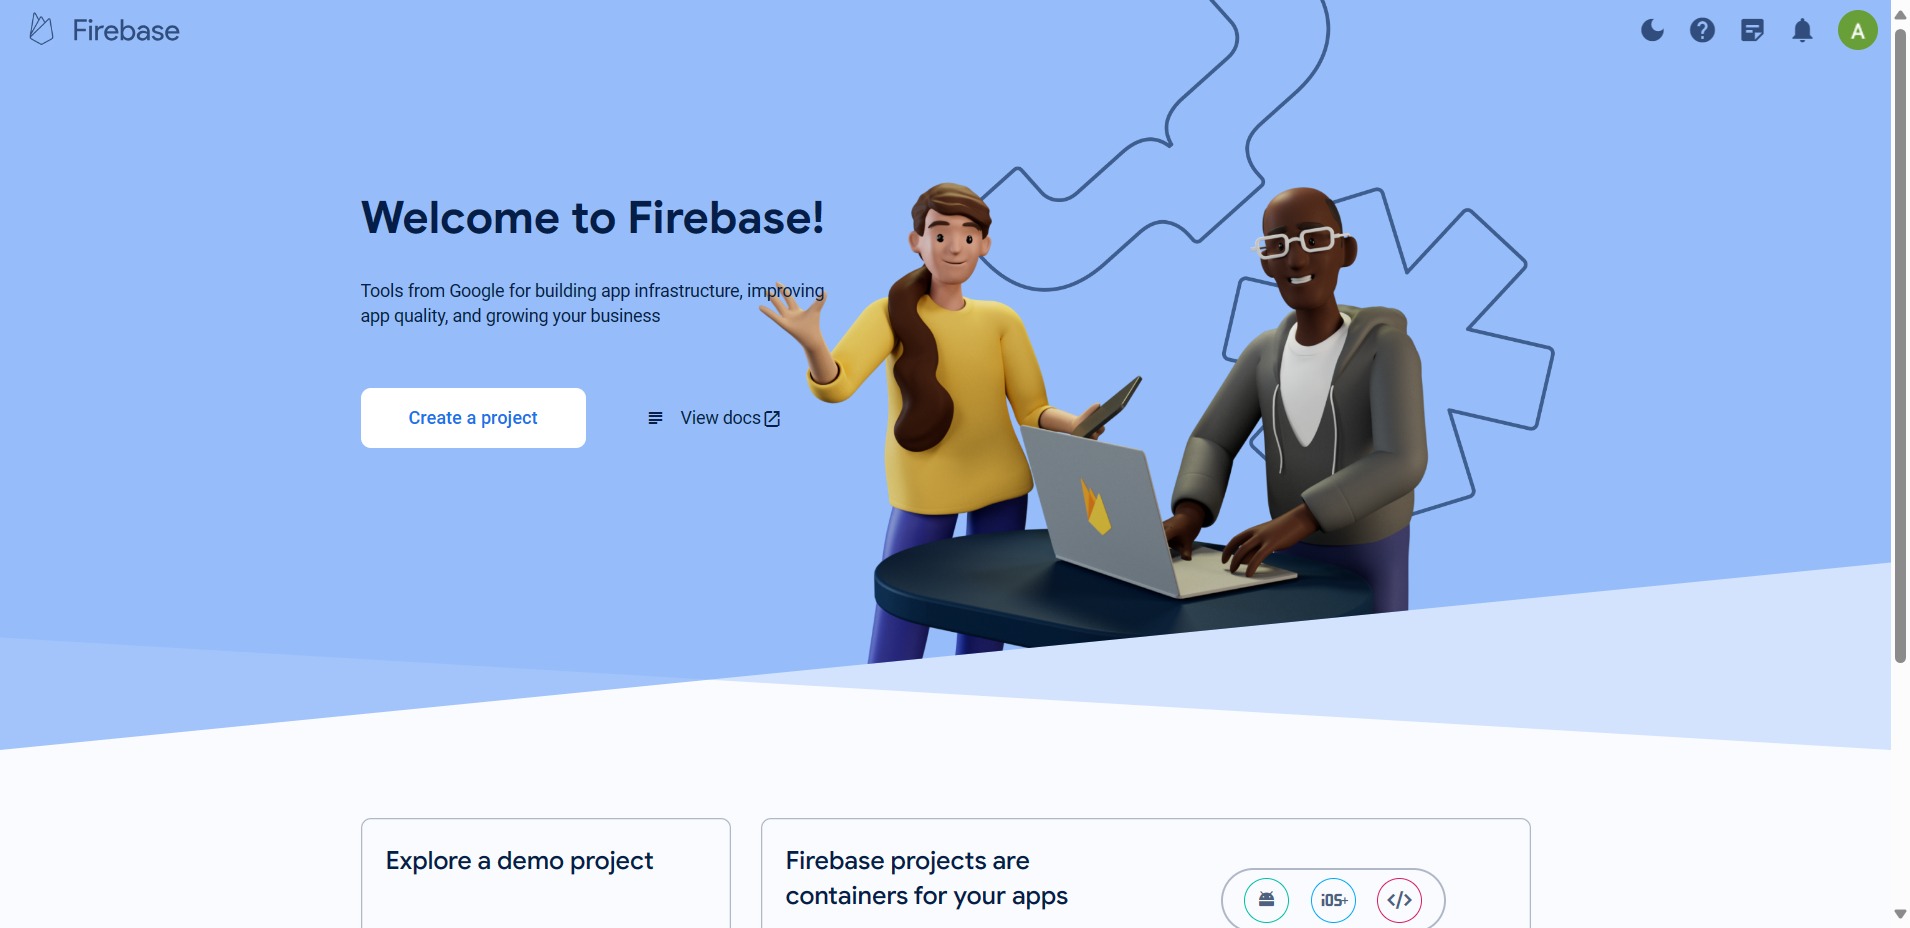 Firebase
A
Welcome to Firebase!
Tools from Google for building app infrastructure, improving
app quality, and growing your business
Create a project
View docs
Explore a demo project
Firebase projects are
containers for your apps
iOS+
</>